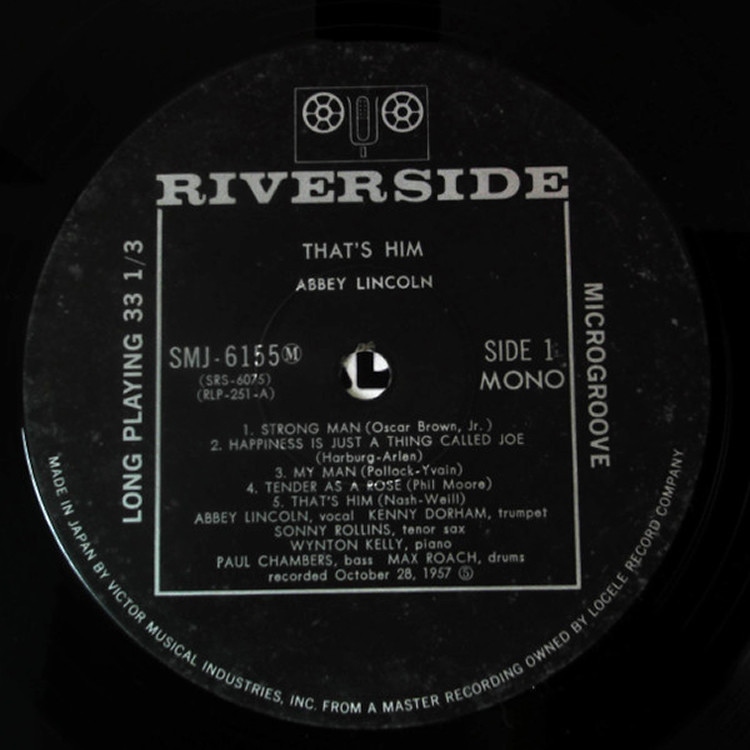 RIVERSIDE
THAT'S HIM
ABBEY LINCOLN
LONG PLAYING 33 1/3
MICROGROOVE
SMJ-6155Ⓜ
(SRS-6075)
(RLP-251-A)
SIDE 1
MONO
1. STRONG MAN (Oscar Brown, Jr.)
2. HAPPINESS IS JUST A THING CALLED JOE
(Harburg-Arlen)
3. MY MAN (Pollock-Yvain)
4. TENDER AS A ROSE (Phil Moore)
5. THAT'S HIM (Nash-Weill)
ABBEY LINCOLN, vocal KENNY DORHAM, trumpet
SONNY ROLLINS, tenor sax
WYNTON KELLY, piano
PAUL CHAMBERS, bass MAX ROACH, drums
recorded October 28, 1957
MADE IN JAPAN BY VICTOR MUSICAL INDUSTRIES, INC. FROM A MASTER RECORDING OWNED BY LOCELE RECORD COMPANY